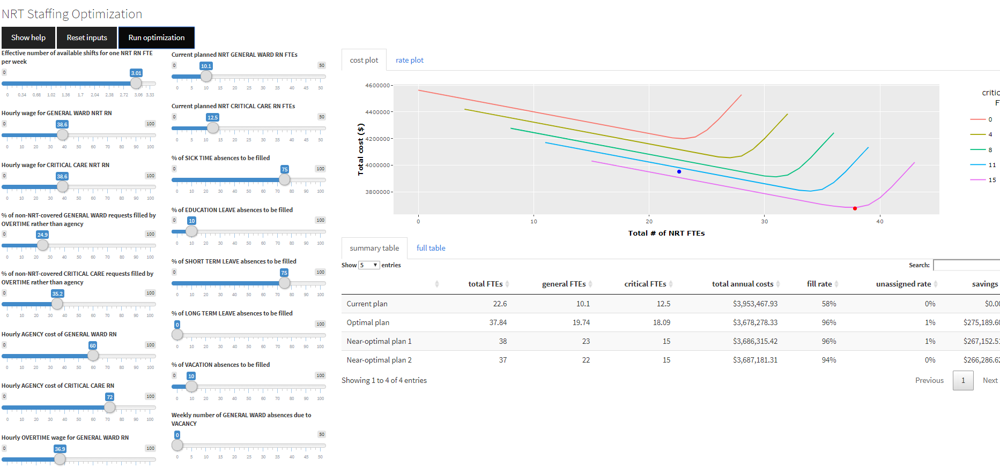 NRT Staffing Optimization
Show help
Reset inputs
Run optimization
Effective number of available shifts for one NRT RN FTE
per week
0
3.01
0 0.34 0.68 1.02 1.36 1.7 2.04 2.38 2.72 3.06 3.33
Hourly wage for GENERAL WARD NRT RN
0 38.6 100
0 10 20 30 40 50 60 70 80 90 100
Hourly wage for CRITICAL CARE NRT RN
0 38.6 100
0 10 20 30 40 50 60 70 80 90 100
% of non-NRT-covered GENERAL WARD requests filled by
OVERTIME rather than agency
0 24.9 100
0 10 20 30 40 50 60 70 80 90 100
% of non-NRT-covered CRITICAL CARE requests filled by
OVERTIME rather than agency
0 35.2 100
0 10 20 30 40 50 60 70 80 90 100
Hourly AGENCY cost of GENERAL WARD RN
0 60 100
0 10 20 30 40 50 60 70 80 90 100
Hourly AGENCY cost of CRITICAL CARE RN
0 72 100
0 10 20 30 40 50 60 70 80 90 100
Hourly OVERTIME wage for GENERAL WARD RN
0 36.9 100
Current planned NRT GENERAL WARD RN FTEs
0 10.1 50
0 5 10 15 20 25 30 35 40 45 50
Current planned NRT CRITICAL CARE RN FTEs
0 12.5 50
0 5 10 15 20 25 30 35 40 45 50
% of SICK TIME absences to be filled
0 75 100
0 10 20 30 40 50 60 70 80 90 100
% of EDUCATION LEAVE absences to be filled
0 10 100
0 10 20 30 40 50 60 70 80 90 100
% of SHORT TERM LEAVE absences to be filled
0 75 100
0 10 20 30 40 50 60 70 80 90 100
% of LONG TERM LEAVE absences to be filled
0 100
0 10 20 30 40 50 60 70 80 90 100
% of VACATION absences to be filled
0 10 100
0 10 20 30 40 50 60 70 80 90 100
Weekly number of GENERAL WARD absences due to
VACANCY
0 50
0 5 10 15 20 25 30 35 40 45 50
cost plot
rate plot
Total cost ($)
4600000
4400000
4200000
4000000
3800000
0 10 20 30 40
Total # of NRT FTEs
critic
F
0
4
8
11
15
summary table
full table
Show 5 entries
Search:
total FTEs general FTEs critical FTEs total annual costs fill rate unassigned rate savings
Current plan 22.6 10.1 12.5 $3,953,467.93 58% 0% $0.00
Optimal plan 37.84 19.74 18.09 $3,678,278.33 96% 1% $275,189.60
Near-optimal plan 1 38 23 15 $3,686,315.42 96% 1% $267,152.51
Near-optimal plan 2 37 22 15 $3,687,181.31 94% 0% $266,286.62
Showing 1 to 4 of 4 entries
Previous 1 Next